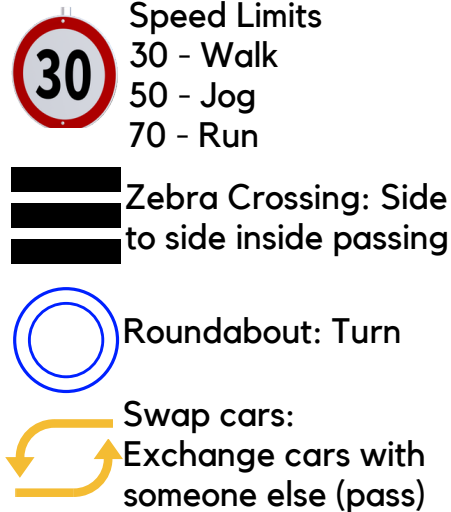 30
Speed Limits
30 - Walk
50 - Jog
70 - Run
Zebra Crossing: Side
to side inside passing
Roundabout: Turn
Swap cars:
Exchange cars with
someone else (pass)